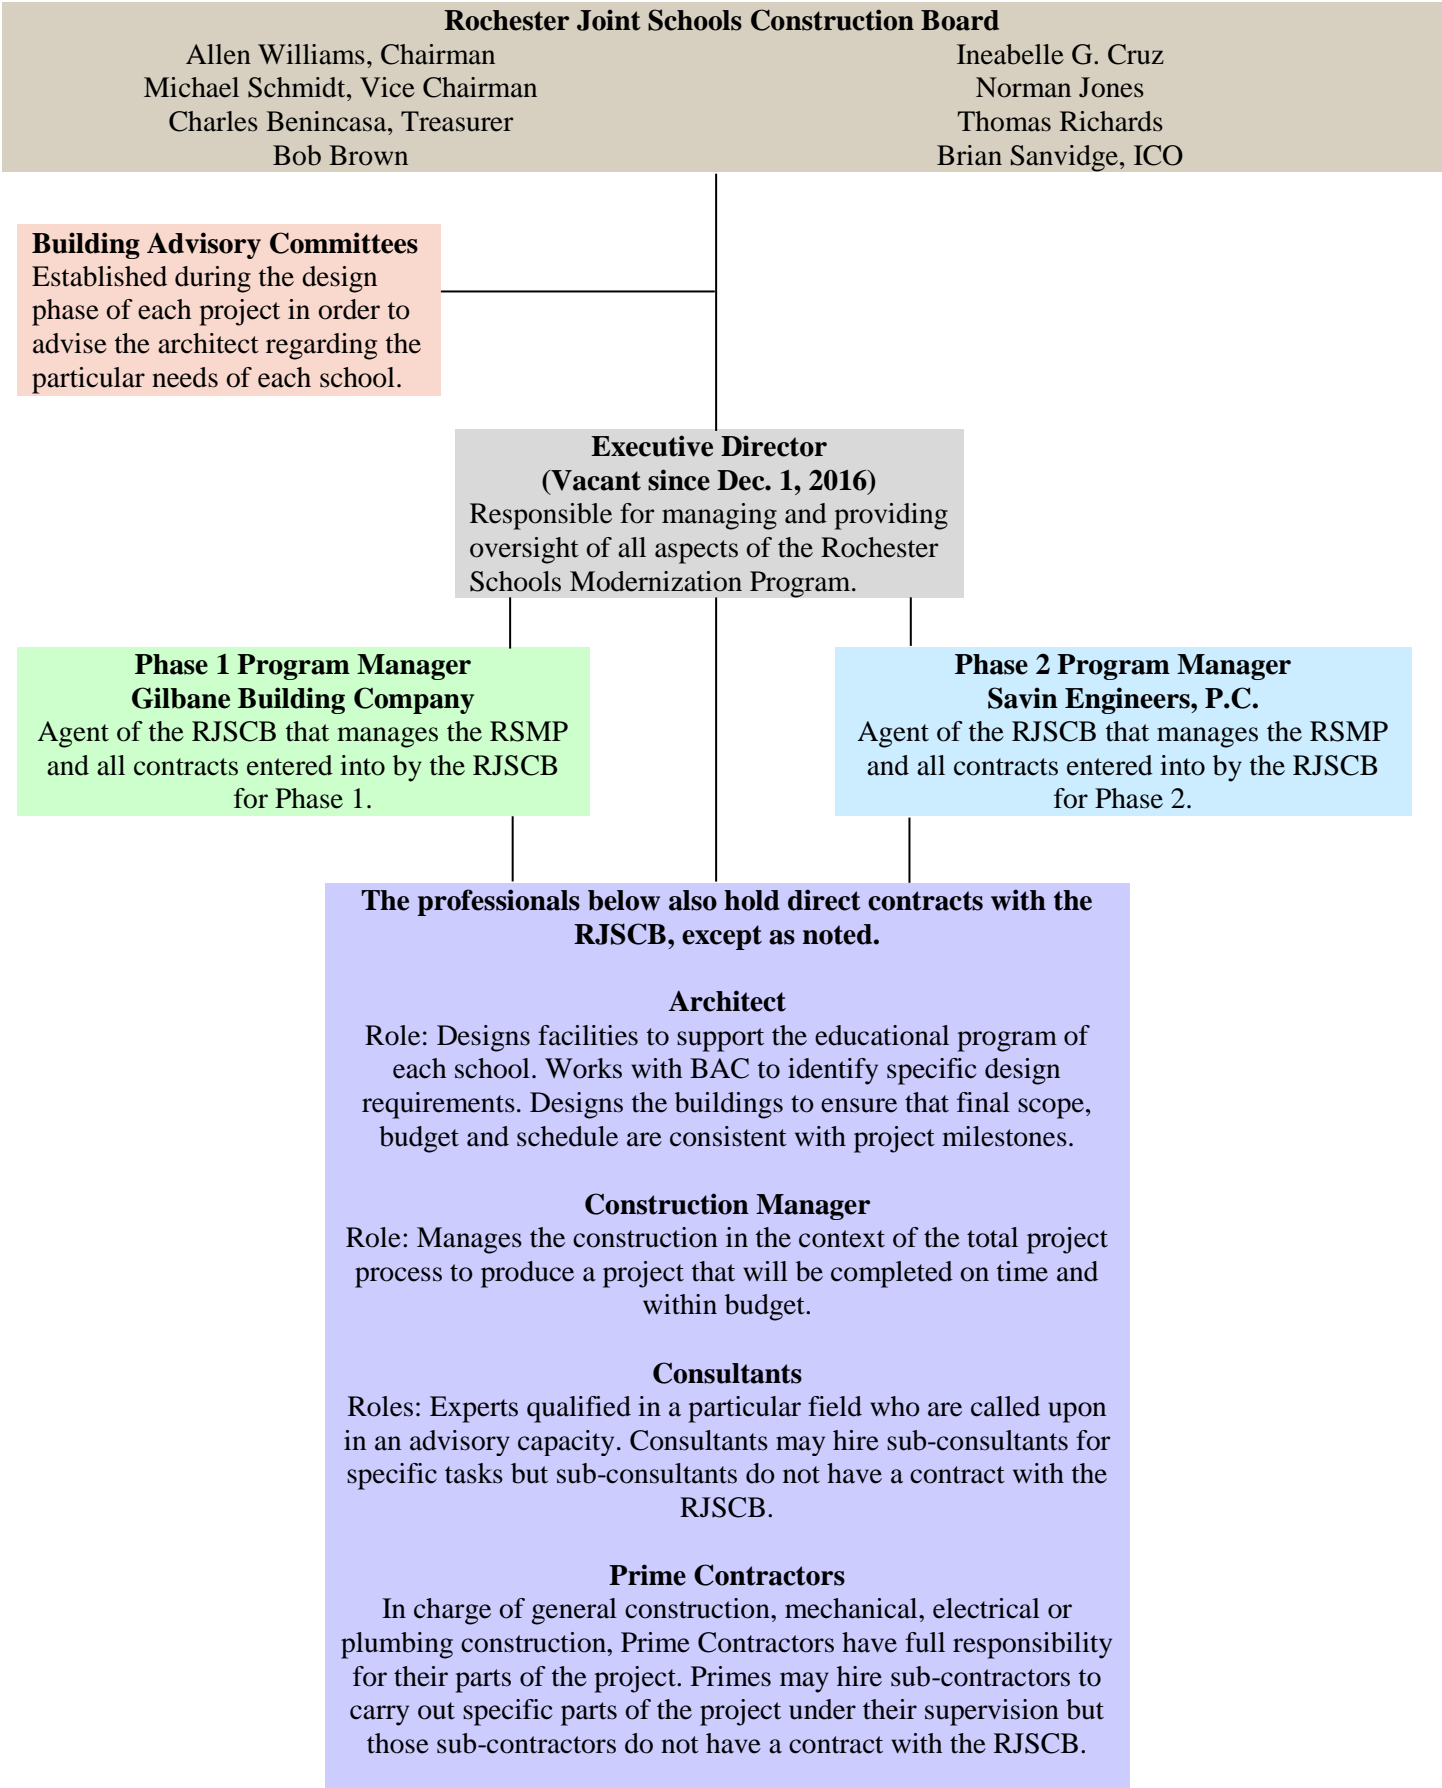 Rochester Joint Schools Construction Board
Allen Williams, Chairman
Michael Schmidt, Vice Chairman
Charles Benincasa, Treasurer
Bob Brown
Ineabelle G. Cruz
Norman Jones
Thomas Richards
Brian Sanvidge, ICO
Building Advisory Committees
Established during the design
phase of each project in order to
advise the architect regarding the
particular needs of each school.
Executive Director
(Vacant since Dec. 1, 2016)
Responsible for managing and providing
oversight of all aspects of the Rochester
Schools Modernization Program.
Phase 1 Program Manager
Gilbane Building Company
Agent of the RJSCB that manages the RSMP
and all contracts entered into by the RJSCB
for Phase 1.
Phase 2 Program Manager
Savin Engineers, P.C.
Agent of the RJSCB that manages the RSMP
and all contracts entered into by the RJSCB
for Phase 2.
The professionals below also hold direct contracts with the
RJSCB, except as noted.
Architect
Role: Designs facilities to support the educational program of
each school. Works with BAC to identify specific design
requirements. Designs the buildings to ensure that final scope,
budget and schedule are consistent with project milestones.
Construction Manager
Role: Manages the construction in the context of the total project
process to produce a project that will be completed on time and
within budget.
Consultants
Roles: Experts qualified in a particular field who are called upon
in an advisory capacity. Consultants may hire sub-consultants for
specific tasks but sub-consultants do not have a contract with the
RJSCB.
Prime Contractors
In charge of general construction, mechanical, electrical or
plumbing construction, Prime Contractors have full responsibility
for their parts of the project. Primes may hire sub-contractors to
carry out specific parts of the project under their supervision but
those sub-contractors do not have a contract with the RJSCB.